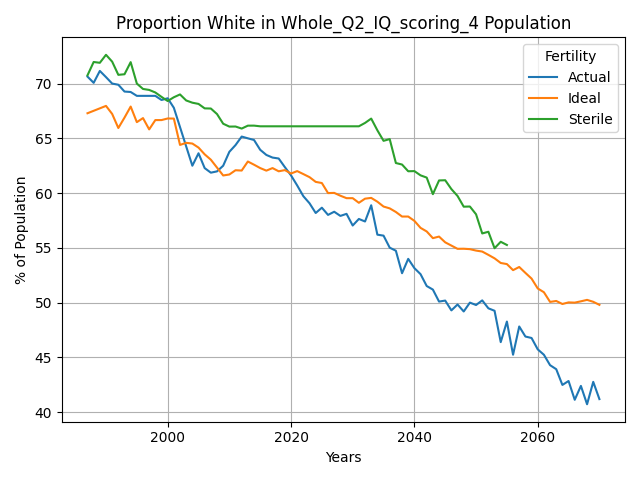 Proportion White in Whole_Q2_IQ_scoring_4 Population
Fertility
Actual
Ideal
Sterile
% of Population
70
65
60
55
50
45
40
2000
2020
2040
2060
Years